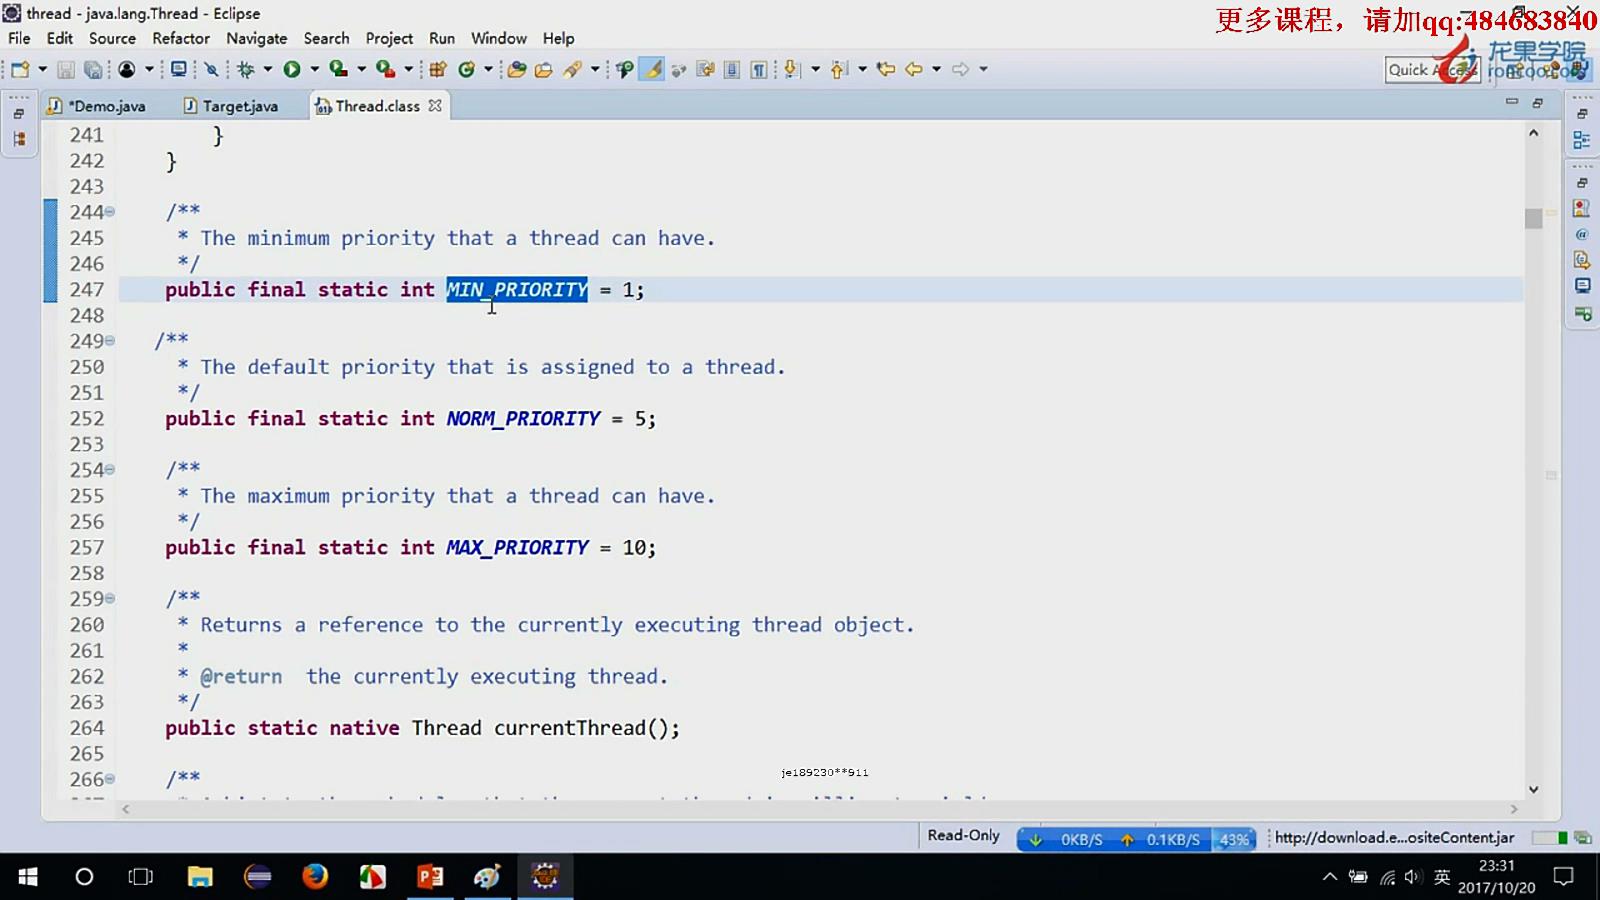 thread - java.lang.Thread - Eclipse
更多课程，请加qq:484683840
File Edit Source Refactor Navigate Search Project Run Window Help
龙果学院
Quick Access
roncoo.com
*Demo.java Target.java Thread.class
241 }
242 }
243
244 /**
245 * The minimum priority that a thread can have.
246 */
247 public final static int MIN_PRIORITY = 1;
248
249 /**
250 * The default priority that is assigned to a thread.
251 */
252 public final static int NORM_PRIORITY = 5;
253
254 /**
255 * The maximum priority that a thread can have.
256 */
257 public final static int MAX_PRIORITY = 10;
258
259 /**
260 * Returns a reference to the currently executing thread object.
261 *
262 * @return the currently executing thread.
263 */
264 public static native Thread currentThread();
265
266 /**
je189230**911
Read-Only 0KB/S 0.1KB/S 43% http://download.e...ositeContent.jar
英 23:31
2017/10/20